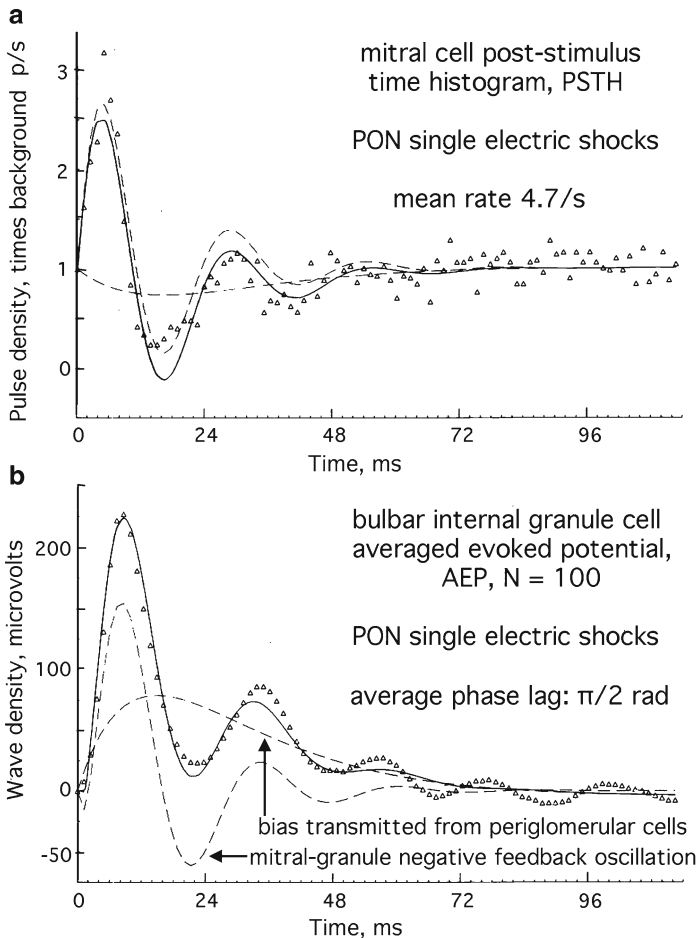 a
Pulse density, times background p/s
3
2
1
0
mitral cell post-stimulus
time histogram, PSTH
PON single electric shocks
mean rate 4.7/s
0 24 48 72 96
Time, ms
b
Wave density, microvolts
200
100
0
-50
bulbar internal granule cell
averaged evoked potential,
AEP, N = 100
PON single electric shocks
average phase lag: π/2 rad
bias transmitted from periglomerular cells
mitral-granule negative feedback oscillation
0 24 48 72 96
Time, ms